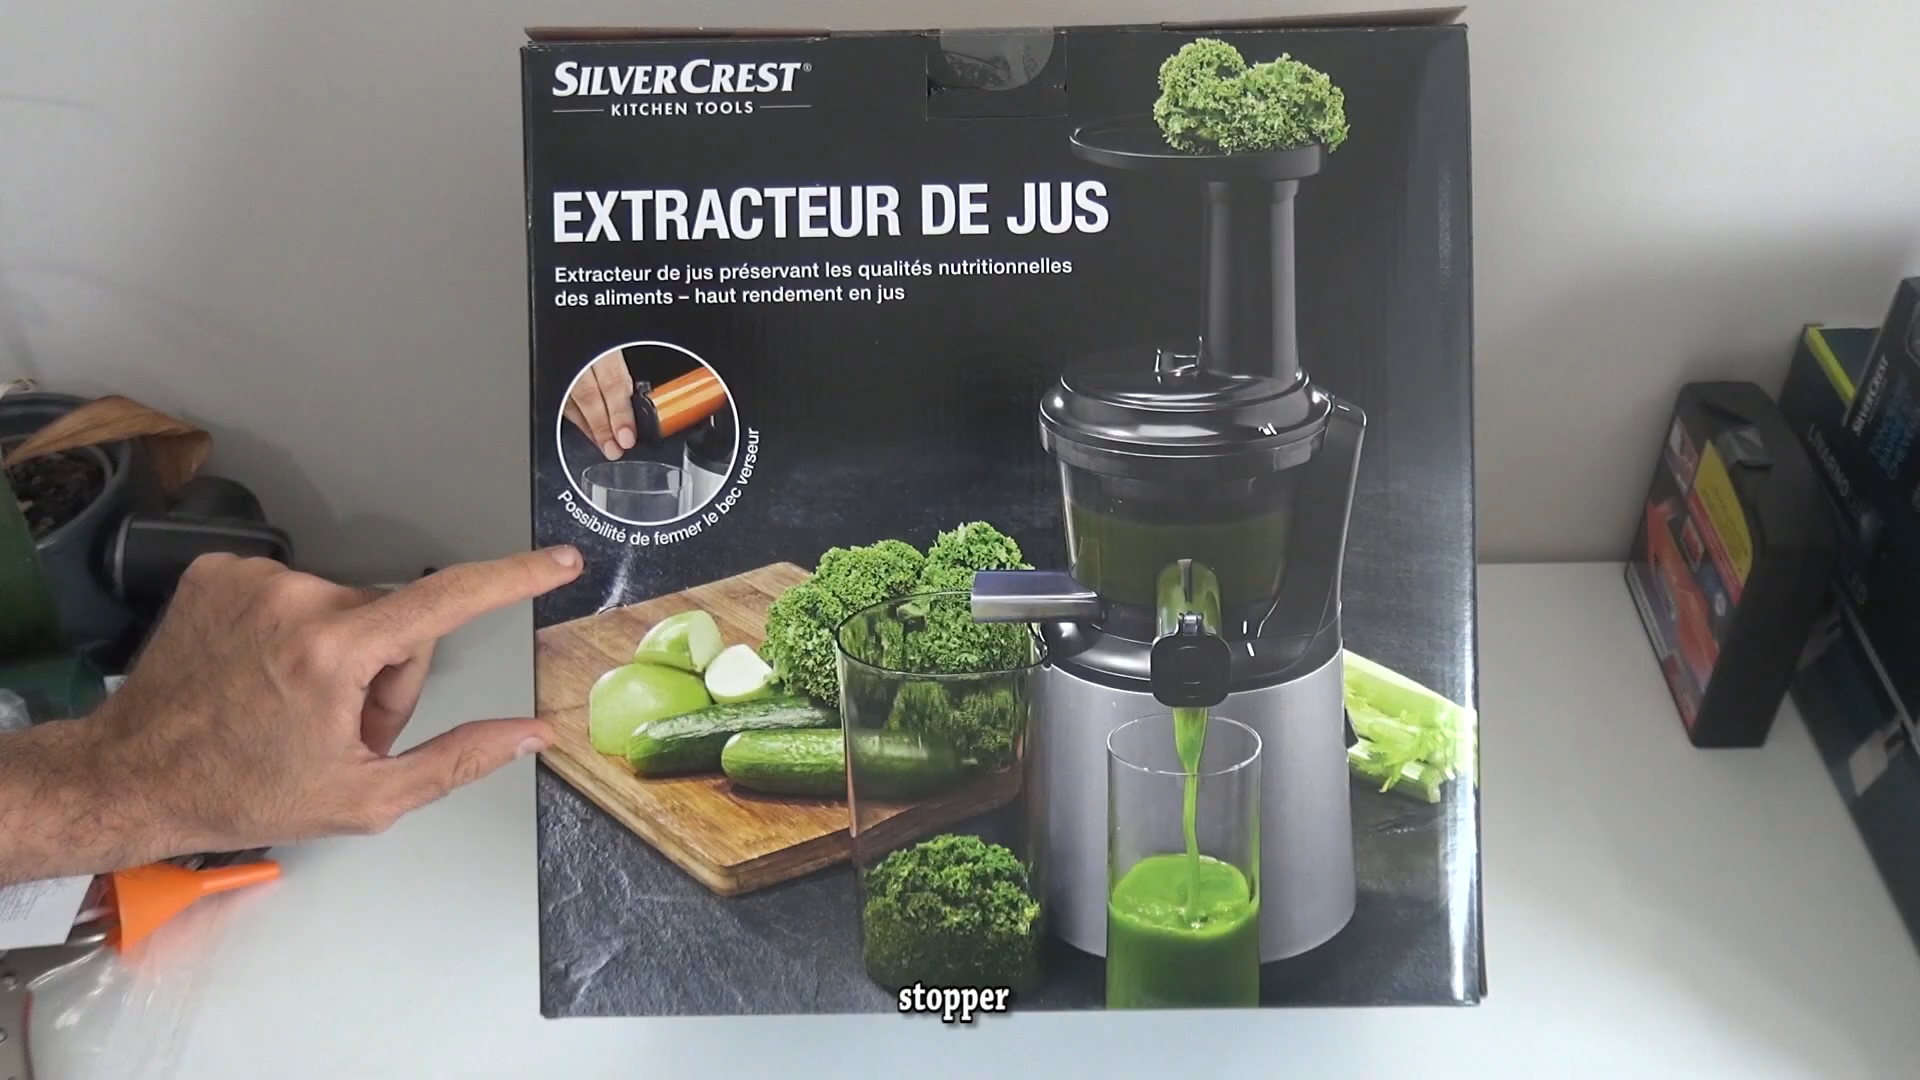 SILVERCREST®
KITCHEN TOOLS
EXTRACTEUR DE JUS
Extracteur de jus préservant les qualités nutritionnelles
des aliments – haut rendement en jus
Possibilité de fermer le bec verseur
SILVERCREST
stopper